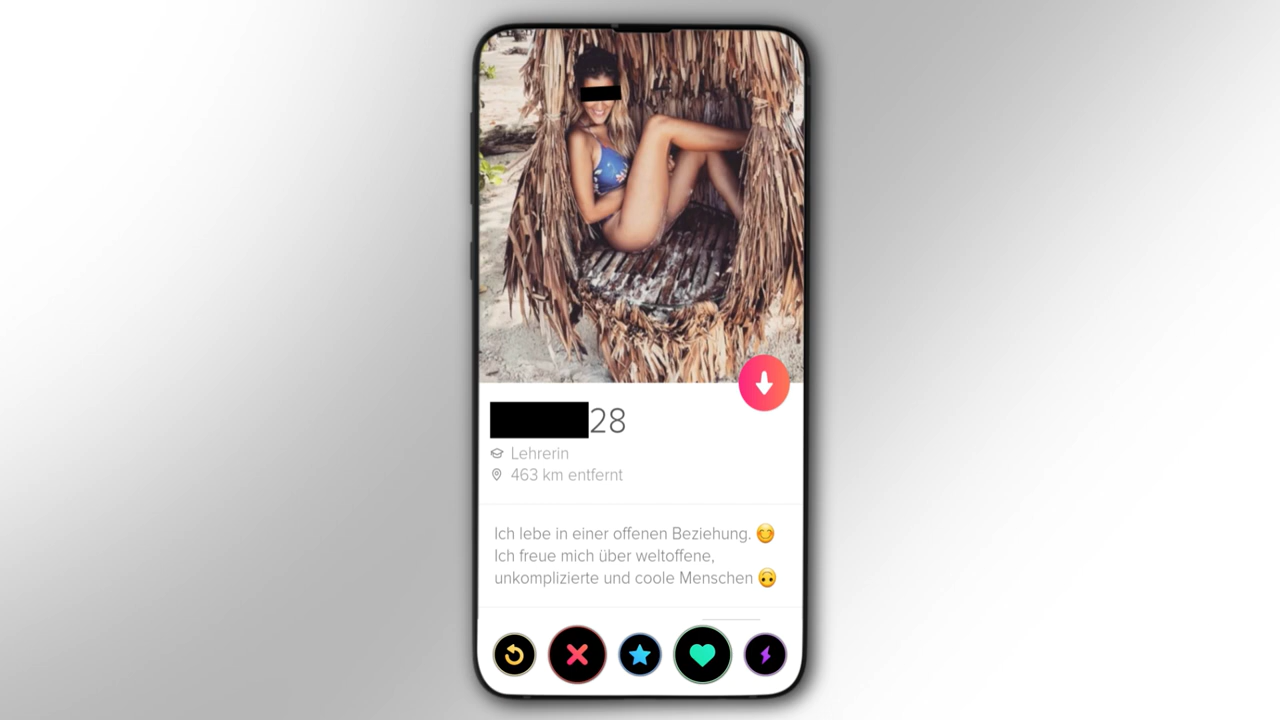 28
Lehrerin
463 km entfernt
Ich lebe in einer offenen Beziehung. 😊
Ich freue mich über weltoffene,
unkomplizierte und coole Menschen 🙃